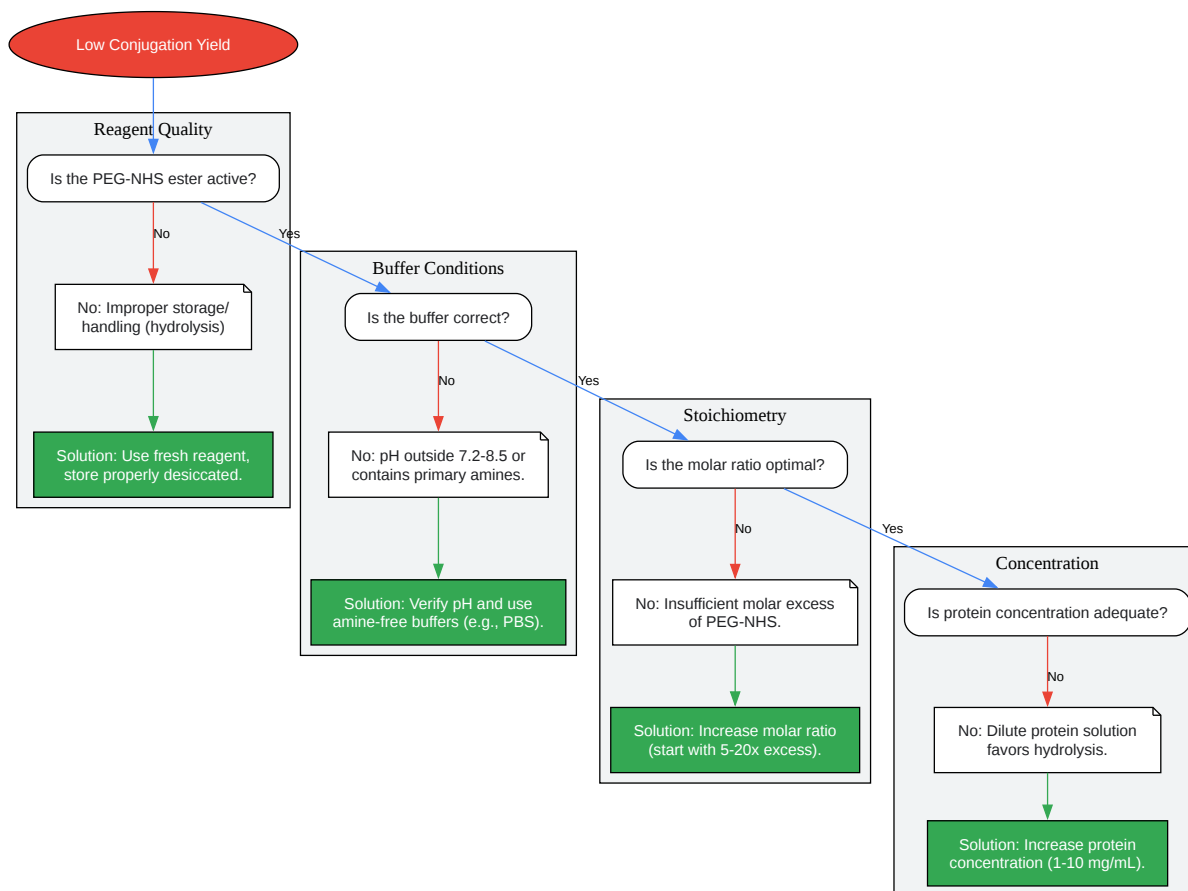 Low Conjugation Yield
Reagent Quality
Is the PEG-NHS ester active?
No
Yes
No: Improper storage/
handling (hydrolysis)
Solution: Use fresh reagent,
store properly desiccated.
Buffer Conditions
Is the buffer correct?
No
Yes
No: pH outside 7.2-8.5 or
contains primary amines.
Solution: Verify pH and use
amine-free buffers (e.g., PBS).
Stoichiometry
Is the molar ratio optimal?
No
Yes
No: Insufficient molar excess
of PEG-NHS.
Solution: Increase molar ratio
(start with 5-20x excess).
Concentration
Is protein concentration adequate?
No
No: Dilute protein solution
favors hydrolysis.
Solution: Increase protein
concentration (1-10 mg/mL).